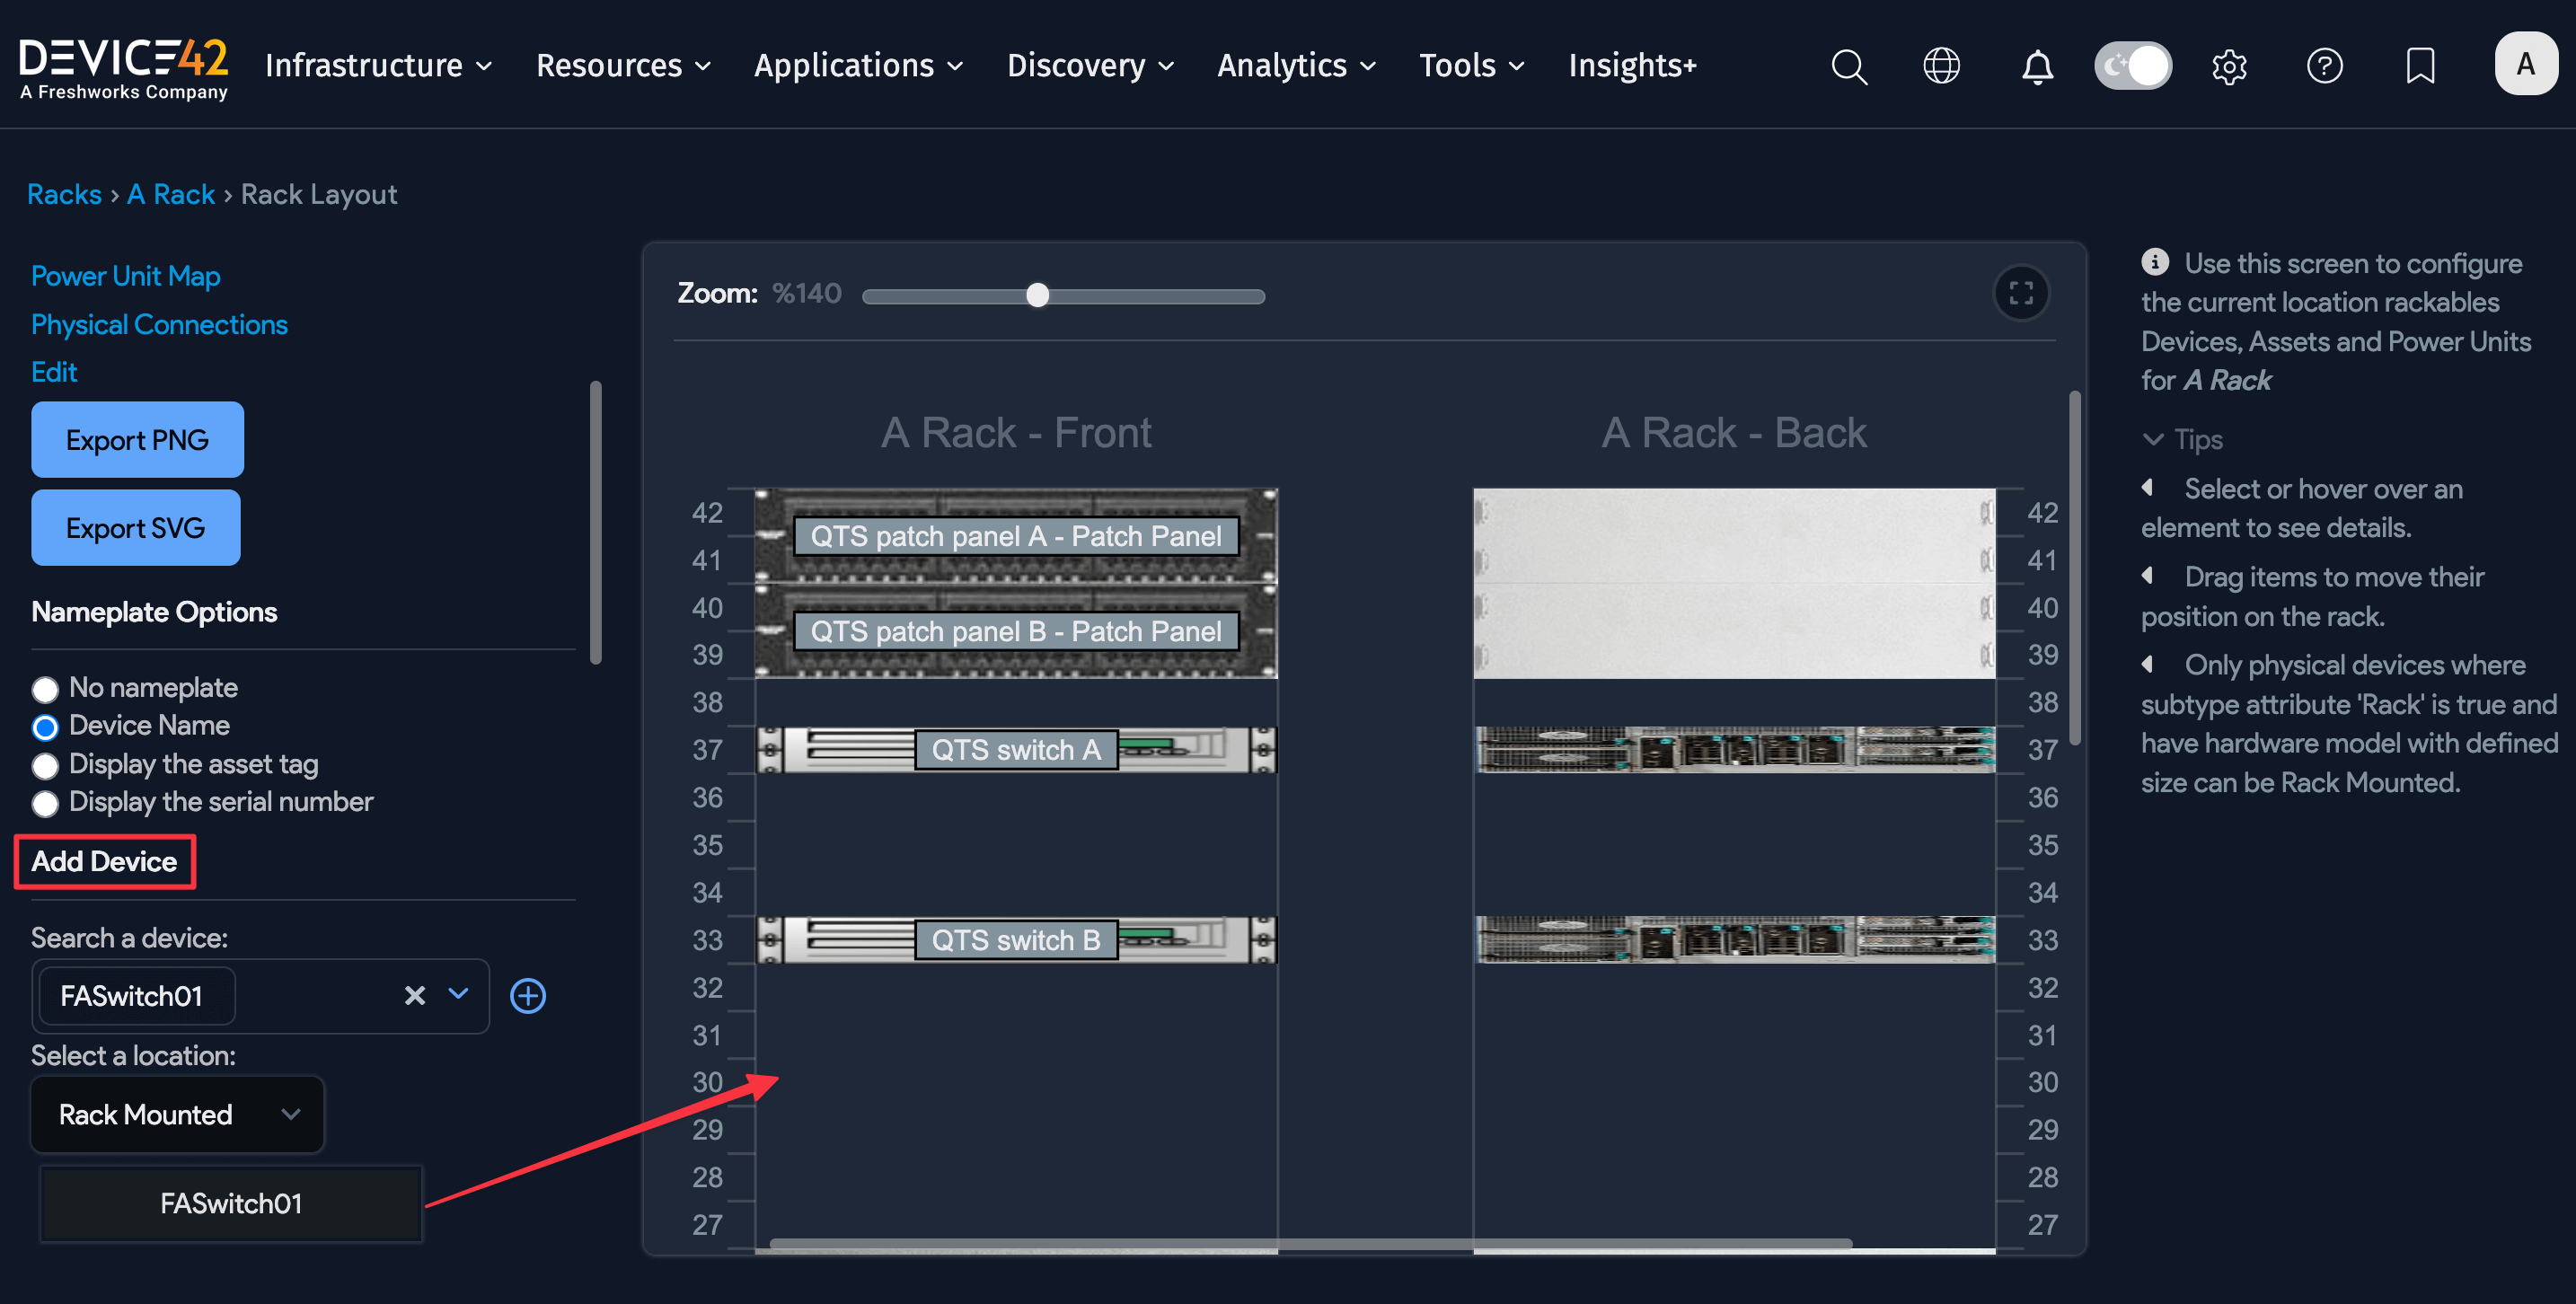 DEVICE42
A Freshworks Company
Infrastructure
Resources
Applications
Discovery
Analytics
Tools
Insights+
A
Racks › A Rack › Rack Layout
Power Unit Map
Physical Connections
Edit
Export PNG
Export SVG
Nameplate Options
No nameplate
Device Name
Display the asset tag
Display the serial number
Add Device
Search a device:
FASwitch01
Select a location:
Rack Mounted
FASwitch01
Zoom: %140
A Rack - Front
42
41
40
39
38
37
36
35
34
33
32
31
30
29
28
27
QTS patch panel A - Patch Panel
QTS patch panel B - Patch Panel
QTS switch A
QTS switch B
A Rack - Back
42
41
40
39
38
37
36
35
34
33
32
31
30
29
28
27
Use this screen to configure
the current location rackables
Devices, Assets and Power Units
for A Rack
Tips
Select or hover over an
element to see details.
Drag items to move their
position on the rack.
Only physical devices where
subtype attribute 'Rack' is true and
have hardware model with defined
size can be Rack Mounted.